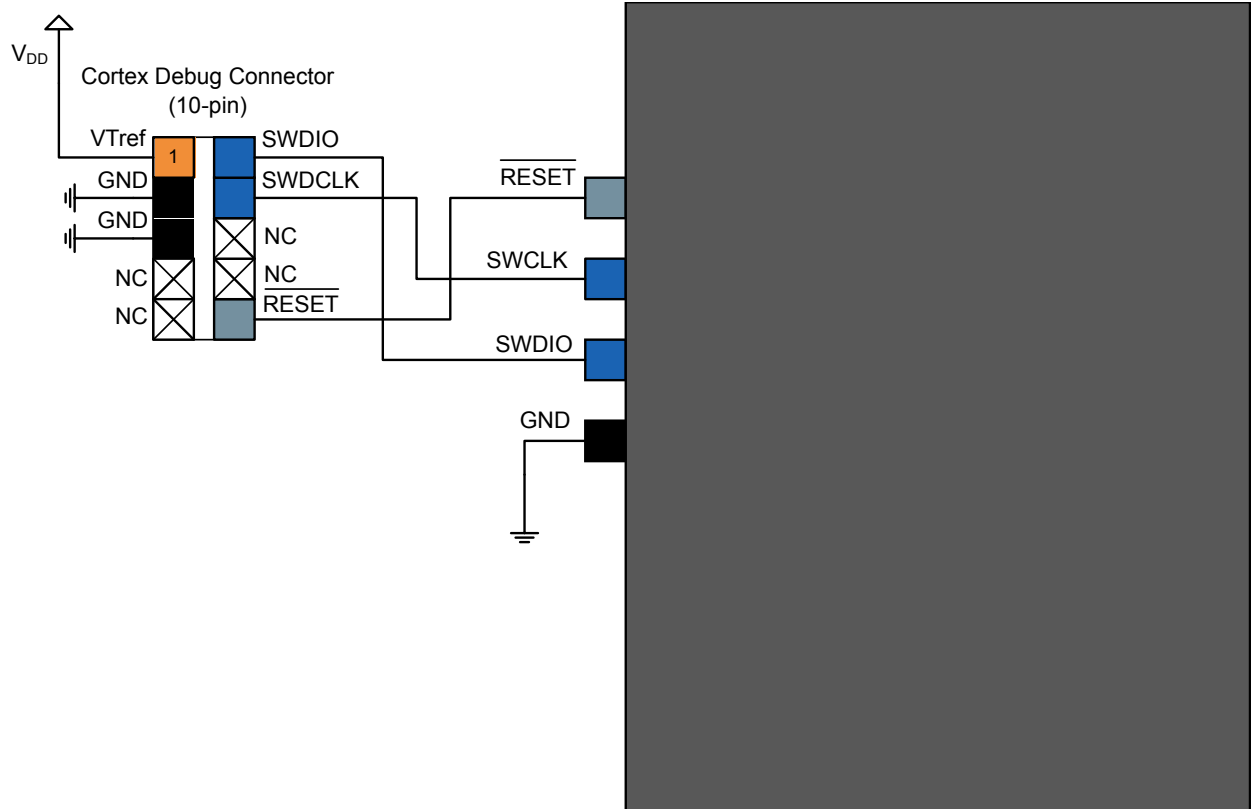 VDD
Cortex Debug Connector
(10-pin)
VTref
1
SWDIO
GND
SWDCLK
GND
NC
NC
NC
NC
RESET
RESET
SWCLK
SWDIO
GND